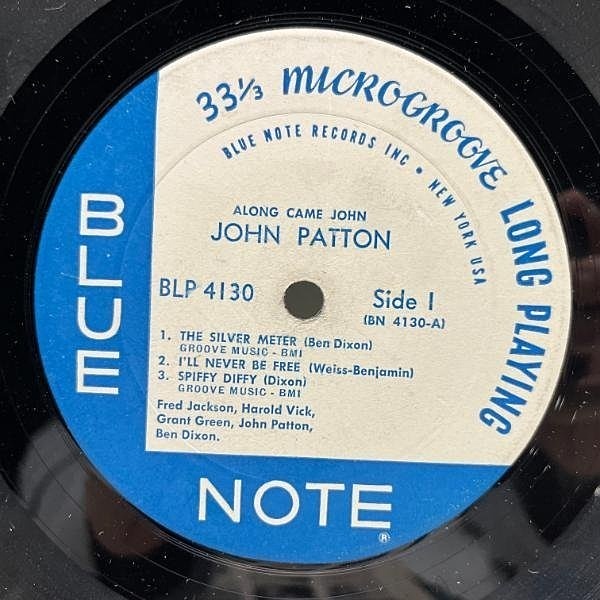 33⅓ MICROGROOVE LONG PLAYING
BLUE NOTE RECORDS INC • NEW YORK USA
ALONG CAME JOHN
JOHN PATTON
BLP 4130
Side 1
(BN 4130-A)
1. THE SILVER METER (Ben Dixon)
GROOVE MUSIC - BMI
2. I'LL NEVER BE FREE (Weiss-Benjamin)
3. SPIFFY DIFFY (Dixon)
GROOVE MUSIC - BMI
Fred Jackson, Harold Vick,
Grant Green, John Patton,
Ben Dixon.
BLUE
NOTE
®